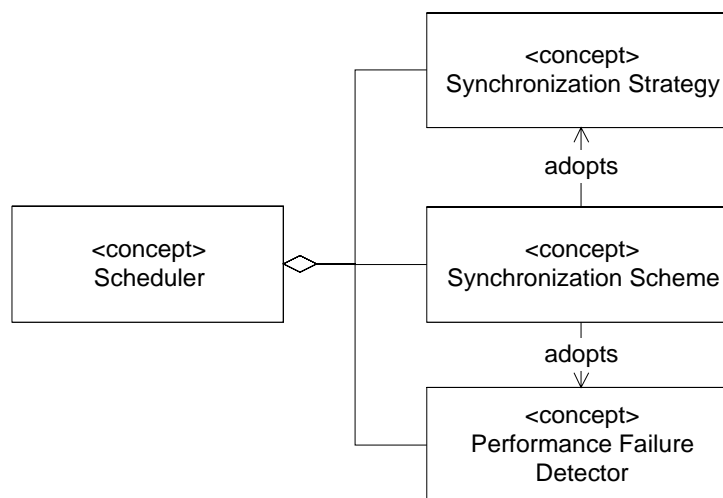 <concept>
Synchronization Strategy
adopts
<concept>
Scheduler
<concept>
Synchronization Scheme
adopts
<concept>
Performance Failure
Detector